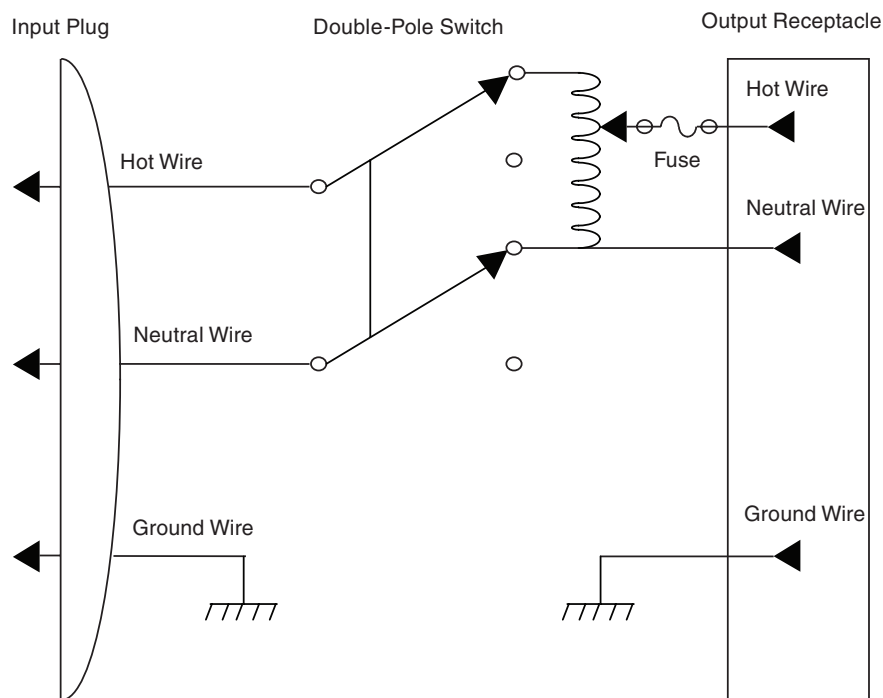 Input Plug
Double-Pole Switch
Output Receptacle
Hot Wire
Hot Wire
Fuse
Neutral Wire
Neutral Wire
Ground Wire
Ground Wire